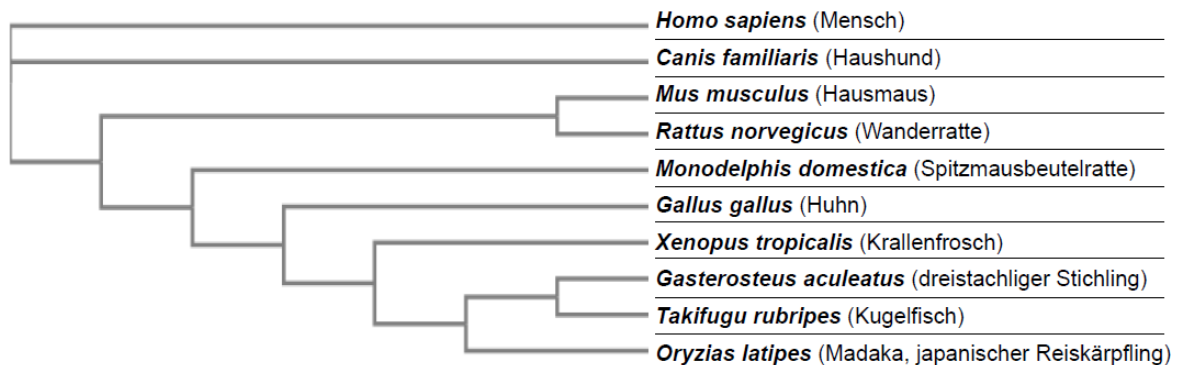 Homo sapiens (Mensch)
Canis familiaris (Haushund)
Mus musculus (Hausmaus)
Rattus norvegicus (Wanderratte)
Monodelphis domestica (Spitzmausbeutelratte)
Gallus gallus (Huhn)
Xenopus tropicalis (Krallenfrosch)
Gasterosteus aculeatus (dreistachliger Stichling)
Takifugu rubripes (Kugelfisch)
Oryzias latipes (Madaka, japanischer Reiskärpfling)